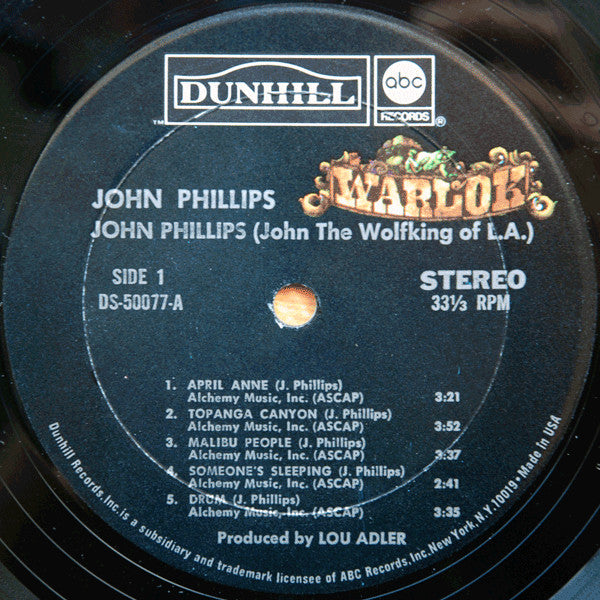 DUNHILL
abc
RECORDS
™
®
WARLOK
JOHN PHILLIPS
JOHN PHILLIPS (John The Wolfking of L.A.)
SIDE 1
DS-50077-A
STEREO
33⅓ RPM
1. APRIL ANNE (J. Phillips)
Alchemy Music, Inc. (ASCAP) 3:21
2. TOPANGA CANYON (J. Phillips)
Alchemy Music, Inc. (ASCAP) 3:52
3. MALIBU PEOPLE (J. Phillips)
Alchemy Music, Inc. (ASCAP) 3:37
4. SOMEONE'S SLEEPING (J. Phillips)
Alchemy Music, Inc. (ASCAP) 2:41
5. DRUM (J. Phillips)
Alchemy Music, Inc. (ASCAP) 3:35
Produced by LOU ADLER
Dunhill Records, Inc. is a subsidiary and trademark licensee of ABC Records, Inc. New York, N.Y. 10019 • Made In USA